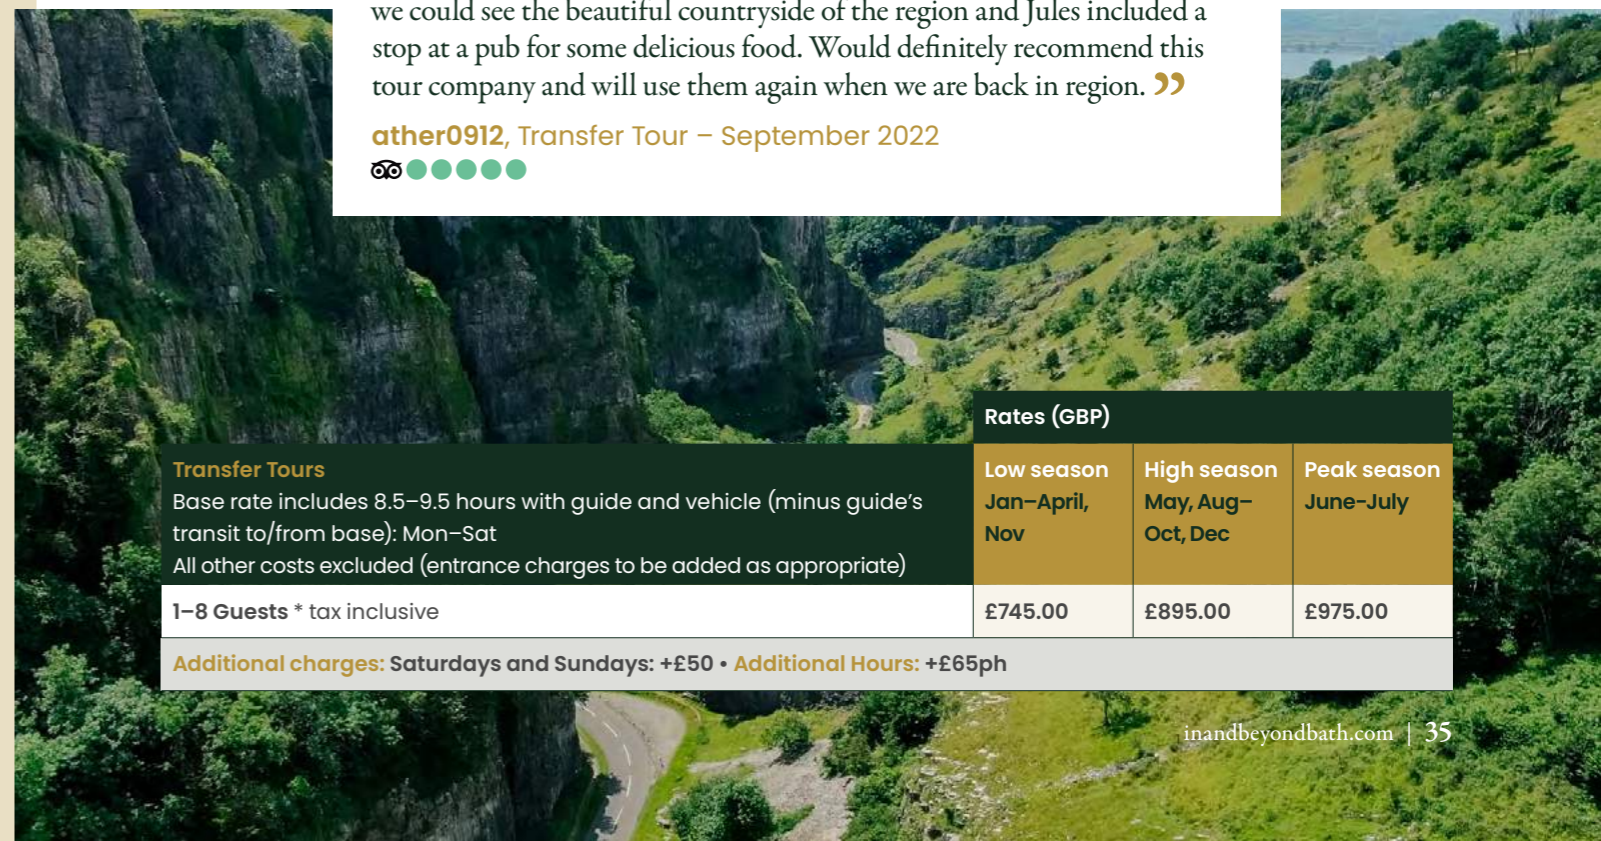 we could see the beautiful countryside of the region and Jules included a
stop at a pub for some delicious food. Would definitely recommend this
tour company and will use them again when we are back in region. ”
ather0912, Transfer Tour – September 2022
Rates (GBP)
Transfer Tours
Base rate includes 8.5–9.5 hours with guide and vehicle (minus guide’s
transit to/from base): Mon–Sat
All other costs excluded (entrance charges to be added as appropriate)
Low season
Jan–April,
Nov
High season
May, Aug–
Oct, Dec
Peak season
June-July
1–8 Guests * tax inclusive £745.00 £895.00 £975.00
Additional charges: Saturdays and Sundays: +£50 • Additional Hours: +£65ph
inandbeyondbath.com | 35